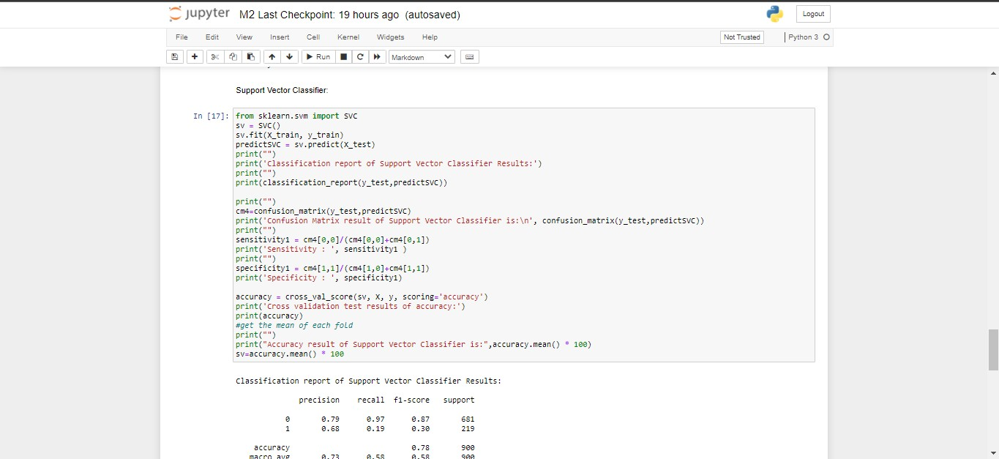 jupyter M2 Last Checkpoint: 19 hours ago (autosaved) Logout
File Edit View Insert Cell Kernel Widgets Help Not Trusted Python 3
Run Markdown
Support Vector Classifier:
In [17]: from sklearn.svm import SVC
sv = SVC()
sv.fit(X_train, y_train)
predictSVC = sv.predict(X_test)
print("")
print('Classification report of Support Vector Classifier Results:')
print("")
print(classification_report(y_test,predictSVC))
print("")
cm4=confusion_matrix(y_test,predictSVC)
print('Confusion Matrix result of Support Vector Classifier is:\n', confusion_matrix(y_test,predictSVC))
print("")
sensitivity1 = cm4[0,0]/(cm4[0,0]+cm4[0,1])
print('Sensitivity : ', sensitivity1 )
print("")
specificity1 = cm4[1,1]/(cm4[1,0]+cm4[1,1])
print('Specificity : ', specificity1)
accuracy = cross_val_score(sv, X, y, scoring='accuracy')
print('Cross validation test results of accuracy:')
print(accuracy)
#get the mean of each fold
print("")
print("Accuracy result of Support Vector Classifier is:",accuracy.mean() * 100)
sv=accuracy.mean() * 100
Classification report of Support Vector Classifier Results:
precision recall f1-score support
0 0.79 0.97 0.87 681
1 0.68 0.19 0.30 219
accuracy 0.78 900
macro avg 0.73 0.58 0.58 900